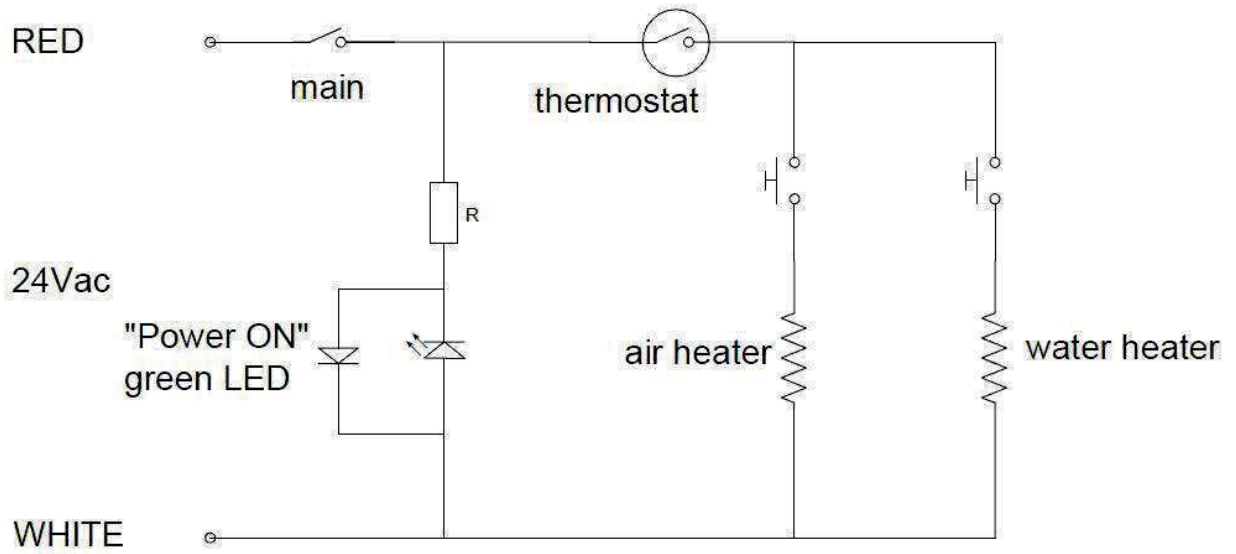 RED
main
thermostat
R
24Vac
"Power ON"
green LED
air heater
water heater
WHITE